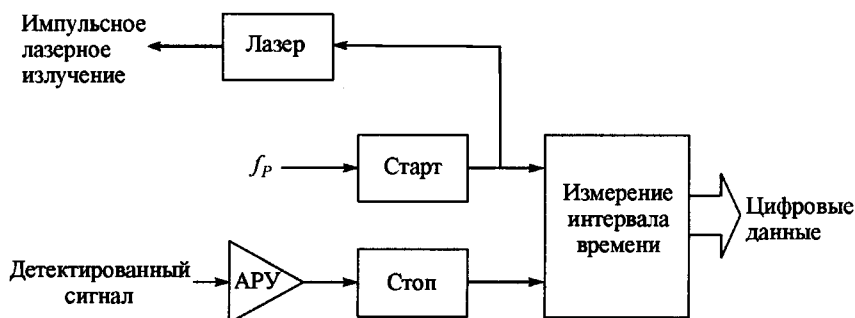 Импульсное
лазерное
излучение
Лазер
f_P
Старт
Измерение
интервала
времени
Цифровые
данные
Детектированный
сигнал
АРУ
Стоп